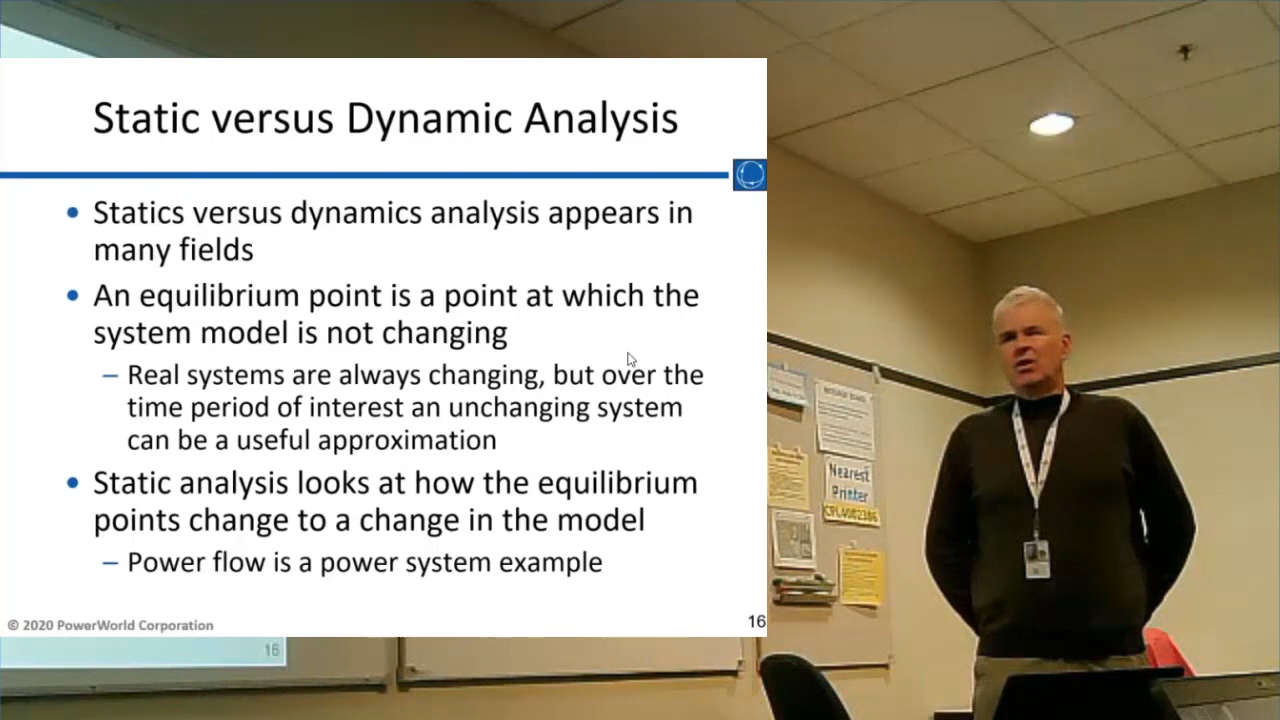 Static versus Dynamic Analysis
• Statics versus dynamics analysis appears in
many fields
• An equilibrium point is a point at which the
system model is not changing
– Real systems are always changing, but over the
time period of interest an unchanging system
can be a useful approximation
• Static analysis looks at how the equilibrium
points change to a change in the model
– Power flow is a power system example
© 2020 PowerWorld Corporation
16
16
Nearest
Printer